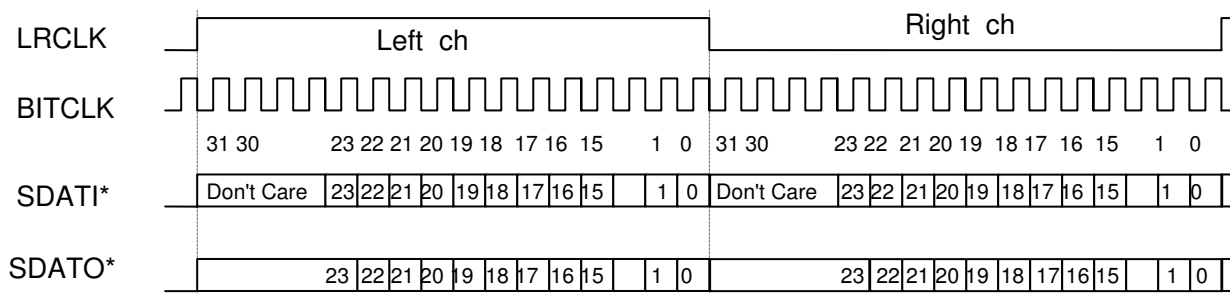 LRCLK Left ch Right ch
BITCLK
31 30 23 22 21 20 19 18 17 16 15 1 0 31 30 23 22 21 20 19 18 17 16 15 1 0
SDATI* Don't Care 23 22 21 20 19 18 17 16 15 1 0 Don't Care 23 22 21 20 19 18 17 16 15 1 0
SDATO* 23 22 21 20 19 18 17 16 15 1 0 23 22 21 20 19 18 17 16 15 1 0